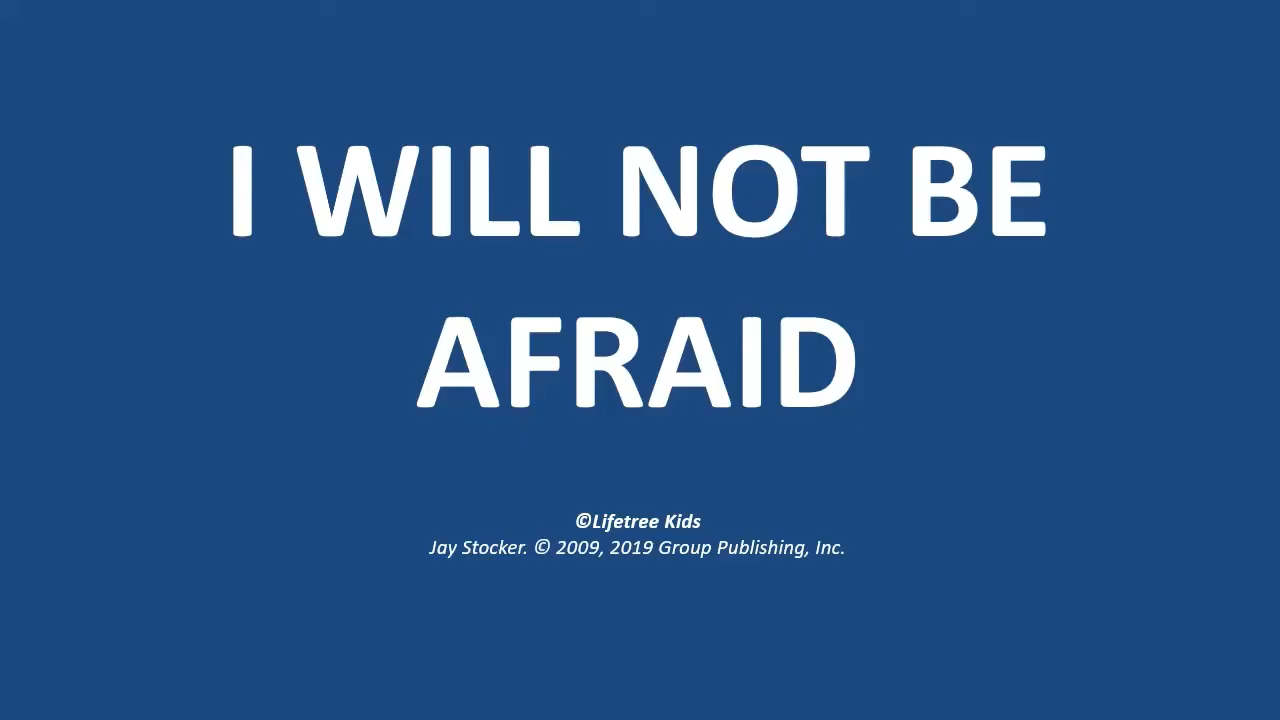 I WILL NOT BE
AFRAID
©Lifetree Kids
Jay Stocker. © 2009, 2019 Group Publishing, Inc.